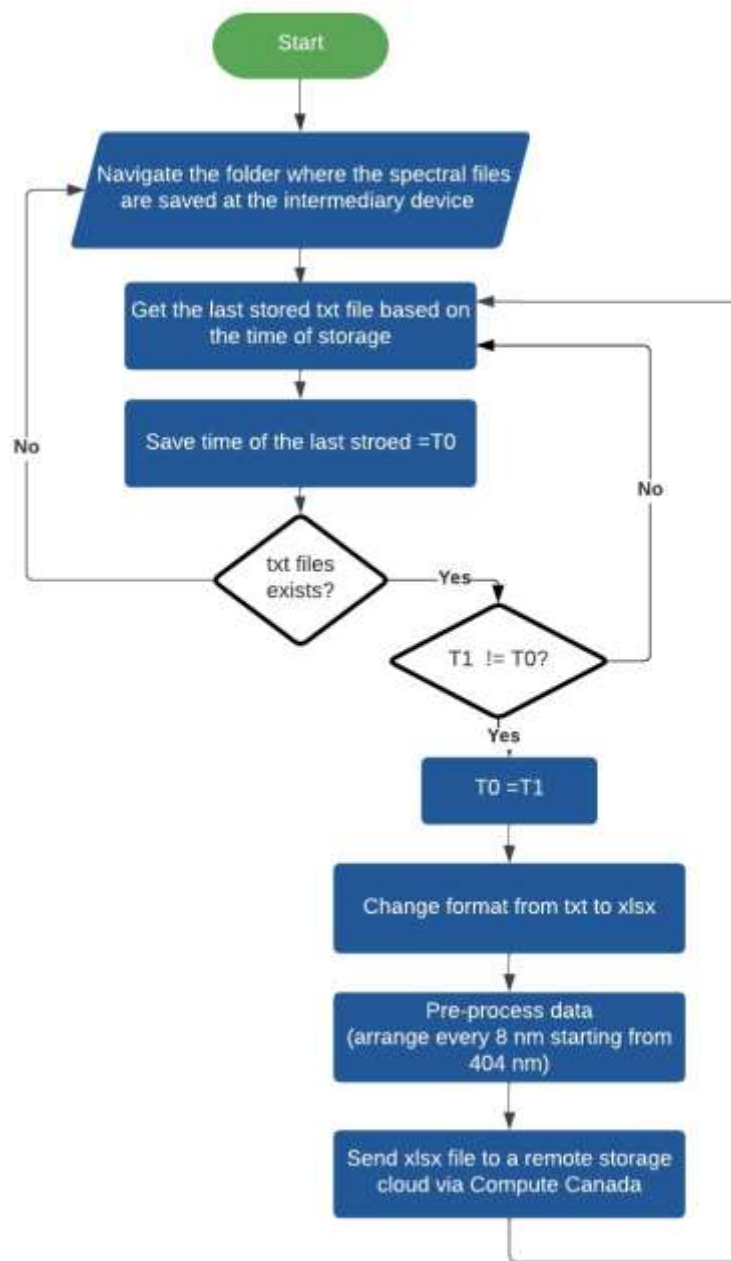 Start
Navigate the folder where the spectral files
are saved at the intermediary device
Get the last stored txt file based on
the time of storage
Save time of the last stroed =T0
No
No
txt files
exists?
Yes
T1 != T0?
Yes
T0 =T1
Change format from txt to xlsx
Pre-process data
(arrange every 8 nm starting from
404 nm)
Send xlsx file to a remote storage
cloud via Compute Canada